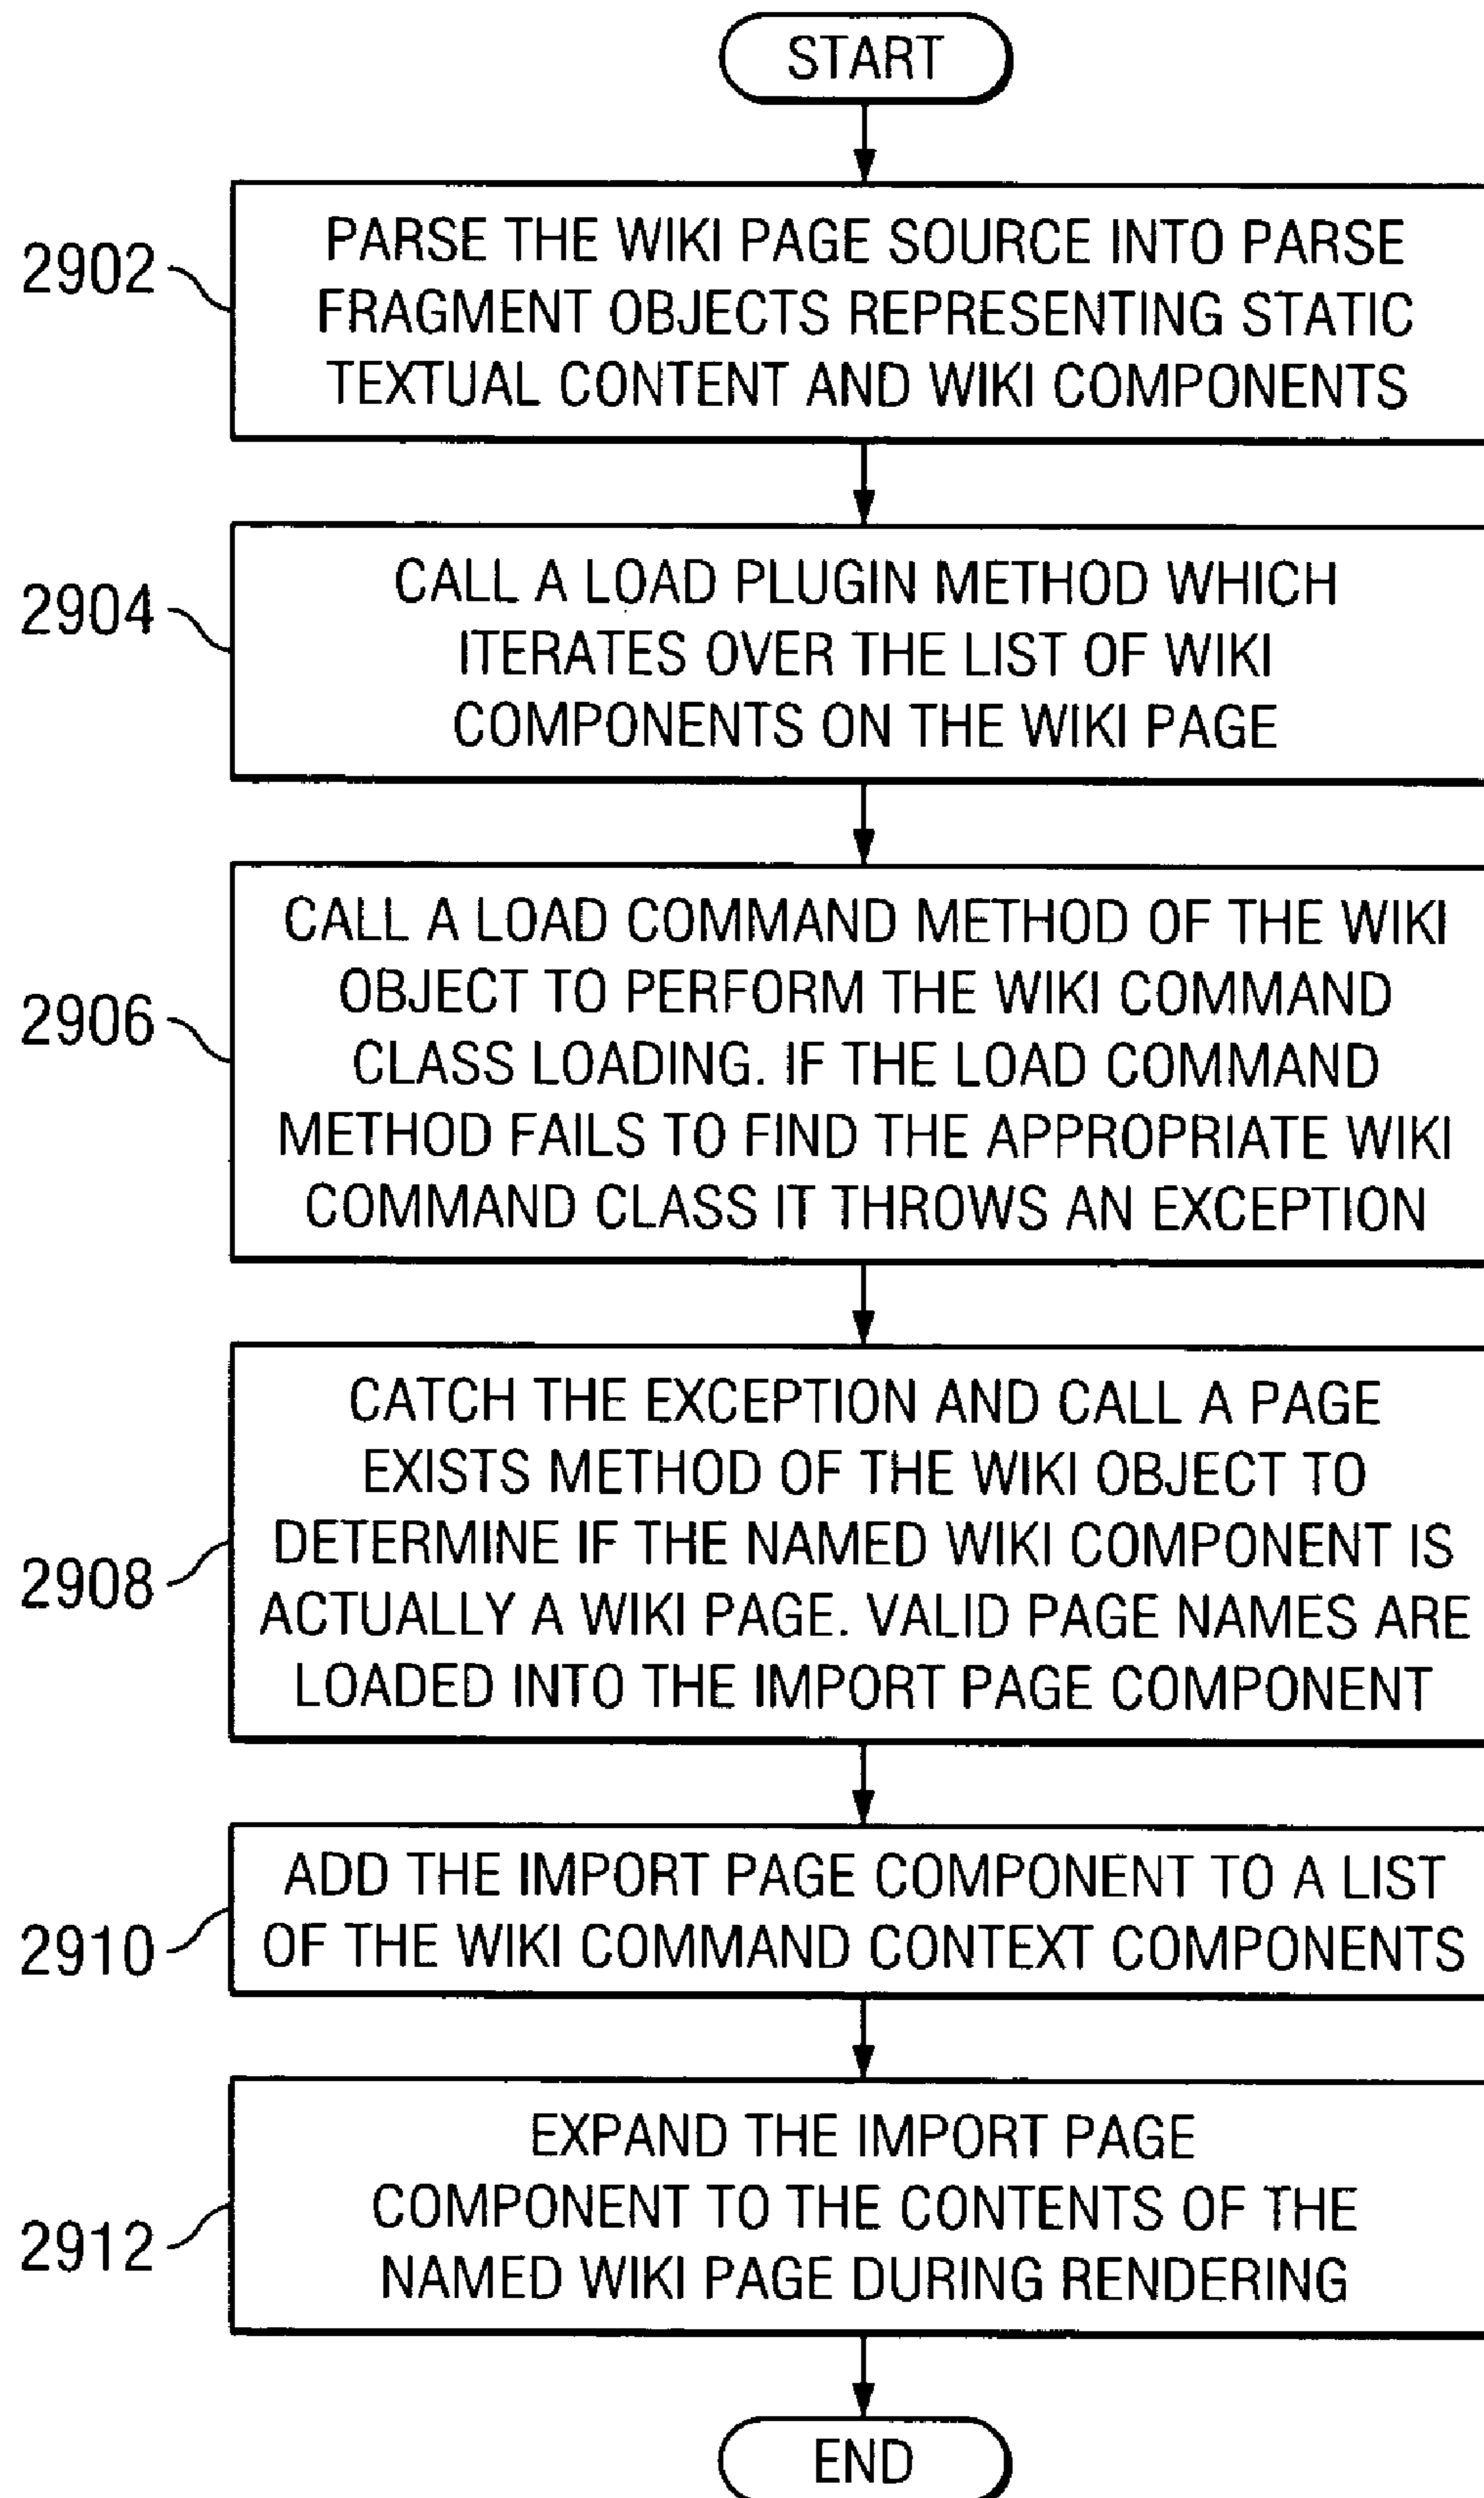 START
2902
PARSE THE WIKI PAGE SOURCE INTO PARSE
FRAGMENT OBJECTS REPRESENTING STATIC
TEXTUAL CONTENT AND WIKI COMPONENTS
2904
CALL A LOAD PLUGIN METHOD WHICH
ITERATES OVER THE LIST OF WIKI
COMPONENTS ON THE WIKI PAGE
2906
CALL A LOAD COMMAND METHOD OF THE WIKI
OBJECT TO PERFORM THE WIKI COMMAND
CLASS LOADING. IF THE LOAD COMMAND
METHOD FAILS TO FIND THE APPROPRIATE WIKI
COMMAND CLASS IT THROWS AN EXCEPTION
2908
CATCH THE EXCEPTION AND CALL A PAGE
EXISTS METHOD OF THE WIKI OBJECT TO
DETERMINE IF THE NAMED WIKI COMPONENT IS
ACTUALLY A WIKI PAGE. VALID PAGE NAMES ARE
LOADED INTO THE IMPORT PAGE COMPONENT
2910
ADD THE IMPORT PAGE COMPONENT TO A LIST
OF THE WIKI COMMAND CONTEXT COMPONENTS
2912
EXPAND THE IMPORT PAGE
COMPONENT TO THE CONTENTS OF THE
NAMED WIKI PAGE DURING RENDERING
END